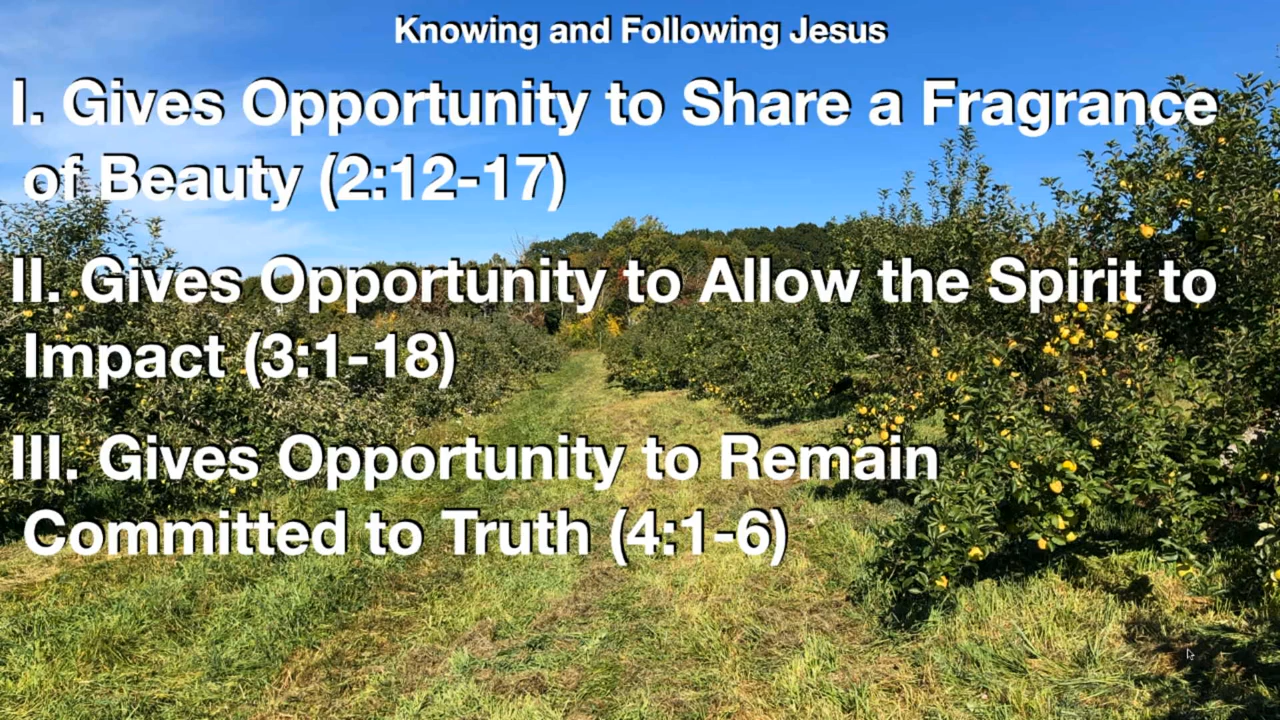 Knowing and Following Jesus
I. Gives Opportunity to Share a Fragrance
of Beauty (2:12-17)
II. Gives Opportunity to Allow the Spirit to
Impact (3:1-18)
III. Gives Opportunity to Remain
Committed to Truth (4:1-6)